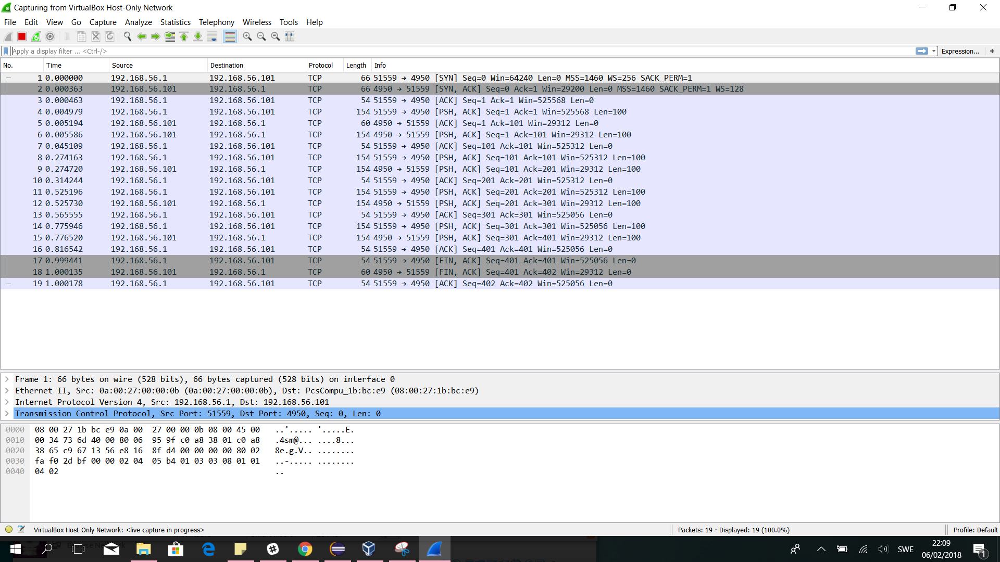 Capturing from VirtualBox Host-Only Network
File Edit View Go Capture Analyze Statistics Telephony Wireless Tools Help
Apply a display filter ... <Ctrl-/> Expression... +
No. Time Source Destination Protocol Length Info
1 0.000000 192.168.56.1 192.168.56.101 TCP 66 51559 → 4950 [SYN] Seq=0 Win=64240 Len=0 MSS=1460 WS=256 SACK_PERM=1
2 0.000363 192.168.56.101 192.168.56.1 TCP 66 4950 → 51559 [SYN, ACK] Seq=0 Ack=1 Win=29200 Len=0 MSS=1460 SACK_PERM=1 WS=128
3 0.000463 192.168.56.1 192.168.56.101 TCP 54 51559 → 4950 [ACK] Seq=1 Ack=1 Win=525568 Len=0
4 0.004979 192.168.56.1 192.168.56.101 TCP 154 51559 → 4950 [PSH, ACK] Seq=1 Ack=1 Win=525568 Len=100
5 0.005194 192.168.56.101 192.168.56.1 TCP 60 4950 → 51559 [ACK] Seq=1 Ack=101 Win=29312 Len=0
6 0.005586 192.168.56.101 192.168.56.1 TCP 154 4950 → 51559 [PSH, ACK] Seq=1 Ack=101 Win=29312 Len=100
7 0.045109 192.168.56.1 192.168.56.101 TCP 54 51559 → 4950 [ACK] Seq=101 Ack=101 Win=525312 Len=0
8 0.274163 192.168.56.1 192.168.56.101 TCP 154 51559 → 4950 [PSH, ACK] Seq=101 Ack=101 Win=525312 Len=100
9 0.274720 192.168.56.101 192.168.56.1 TCP 154 4950 → 51559 [PSH, ACK] Seq=101 Ack=201 Win=29312 Len=100
10 0.314244 192.168.56.1 192.168.56.101 TCP 54 51559 → 4950 [ACK] Seq=201 Ack=201 Win=525312 Len=0
11 0.525196 192.168.56.1 192.168.56.101 TCP 154 51559 → 4950 [PSH, ACK] Seq=201 Ack=201 Win=525312 Len=100
12 0.525730 192.168.56.101 192.168.56.1 TCP 154 4950 → 51559 [PSH, ACK] Seq=201 Ack=301 Win=29312 Len=100
13 0.565555 192.168.56.1 192.168.56.101 TCP 54 51559 → 4950 [ACK] Seq=301 Ack=301 Win=525056 Len=0
14 0.775946 192.168.56.1 192.168.56.101 TCP 154 51559 → 4950 [PSH, ACK] Seq=301 Ack=301 Win=525056 Len=100
15 0.776520 192.168.56.101 192.168.56.1 TCP 154 4950 → 51559 [PSH, ACK] Seq=301 Ack=401 Win=29312 Len=100
16 0.816542 192.168.56.1 192.168.56.101 TCP 54 51559 → 4950 [ACK] Seq=401 Ack=401 Win=525056 Len=0
17 0.999441 192.168.56.1 192.168.56.101 TCP 54 51559 → 4950 [FIN, ACK] Seq=401 Ack=401 Win=525056 Len=0
18 1.000135 192.168.56.101 192.168.56.1 TCP 60 4950 → 51559 [FIN, ACK] Seq=401 Ack=402 Win=29312 Len=0
19 1.000178 192.168.56.1 192.168.56.101 TCP 54 51559 → 4950 [ACK] Seq=402 Ack=402 Win=525056 Len=0
Frame 1: 66 bytes on wire (528 bits), 66 bytes captured (528 bits) on interface 0
Ethernet II, Src: 0a:00:27:00:00:0b (0a:00:27:00:00:0b), Dst: PcsCompu_1b:bc:e9 (08:00:27:1b:bc:e9)
Internet Protocol Version 4, Src: 192.168.56.1, Dst: 192.168.56.101
Transmission Control Protocol, Src Port: 51559, Dst Port: 4950, Seq: 0, Len: 0
0000 08 00 27 1b bc e9 0a 00 27 00 00 0b 08 00 45 00 ..'..... '.....E.
0010 00 34 73 6d 40 00 80 06 95 9f c0 a8 38 01 c0 a8 .4sm@... ....8...
0020 38 65 c9 67 13 56 e8 16 8f d4 00 00 00 00 80 02 8e.g.V.. ........
0030 fa f0 2d bf 00 00 02 04 05 b4 01 03 03 08 01 01 ..-..... ........
0040 04 02 ..
VirtualBox Host-Only Network: <live capture in progress> Packets: 19 · Displayed: 19 (100.0%) Profile: Default
SWE
22:09
06/02/2018
1